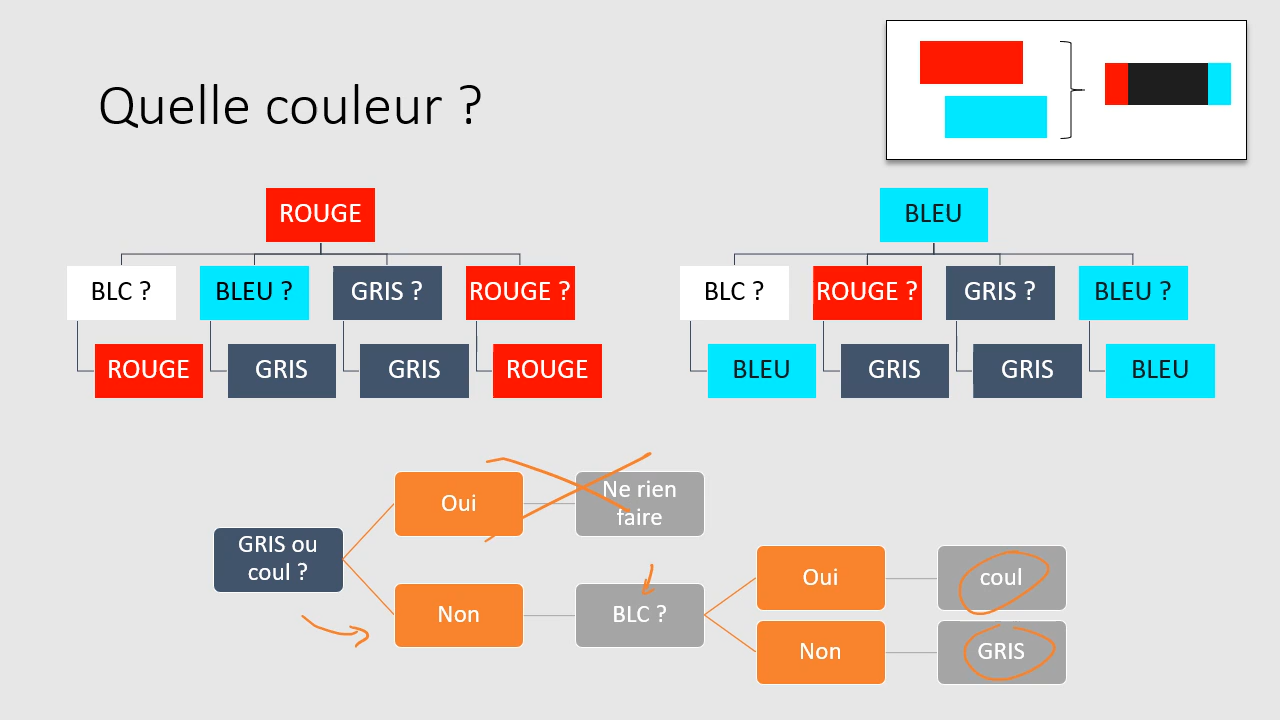 Quelle couleur ?
ROUGE
BLC ?
BLEU ?
GRIS ?
ROUGE ?
ROUGE
GRIS
GRIS
ROUGE
BLEU
BLC ?
ROUGE ?
GRIS ?
BLEU ?
BLEU
GRIS
GRIS
BLEU
GRIS ou
coul ?
Oui
Ne rien
faire
Non
BLC ?
Oui
coul
Non
GRIS